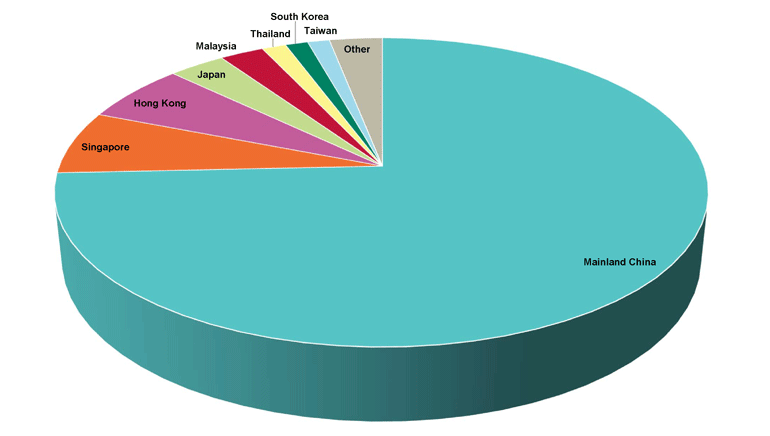 South Korea
Thailand
Taiwan
Malaysia
Other
Japan
Hong Kong
Singapore
Mainland China